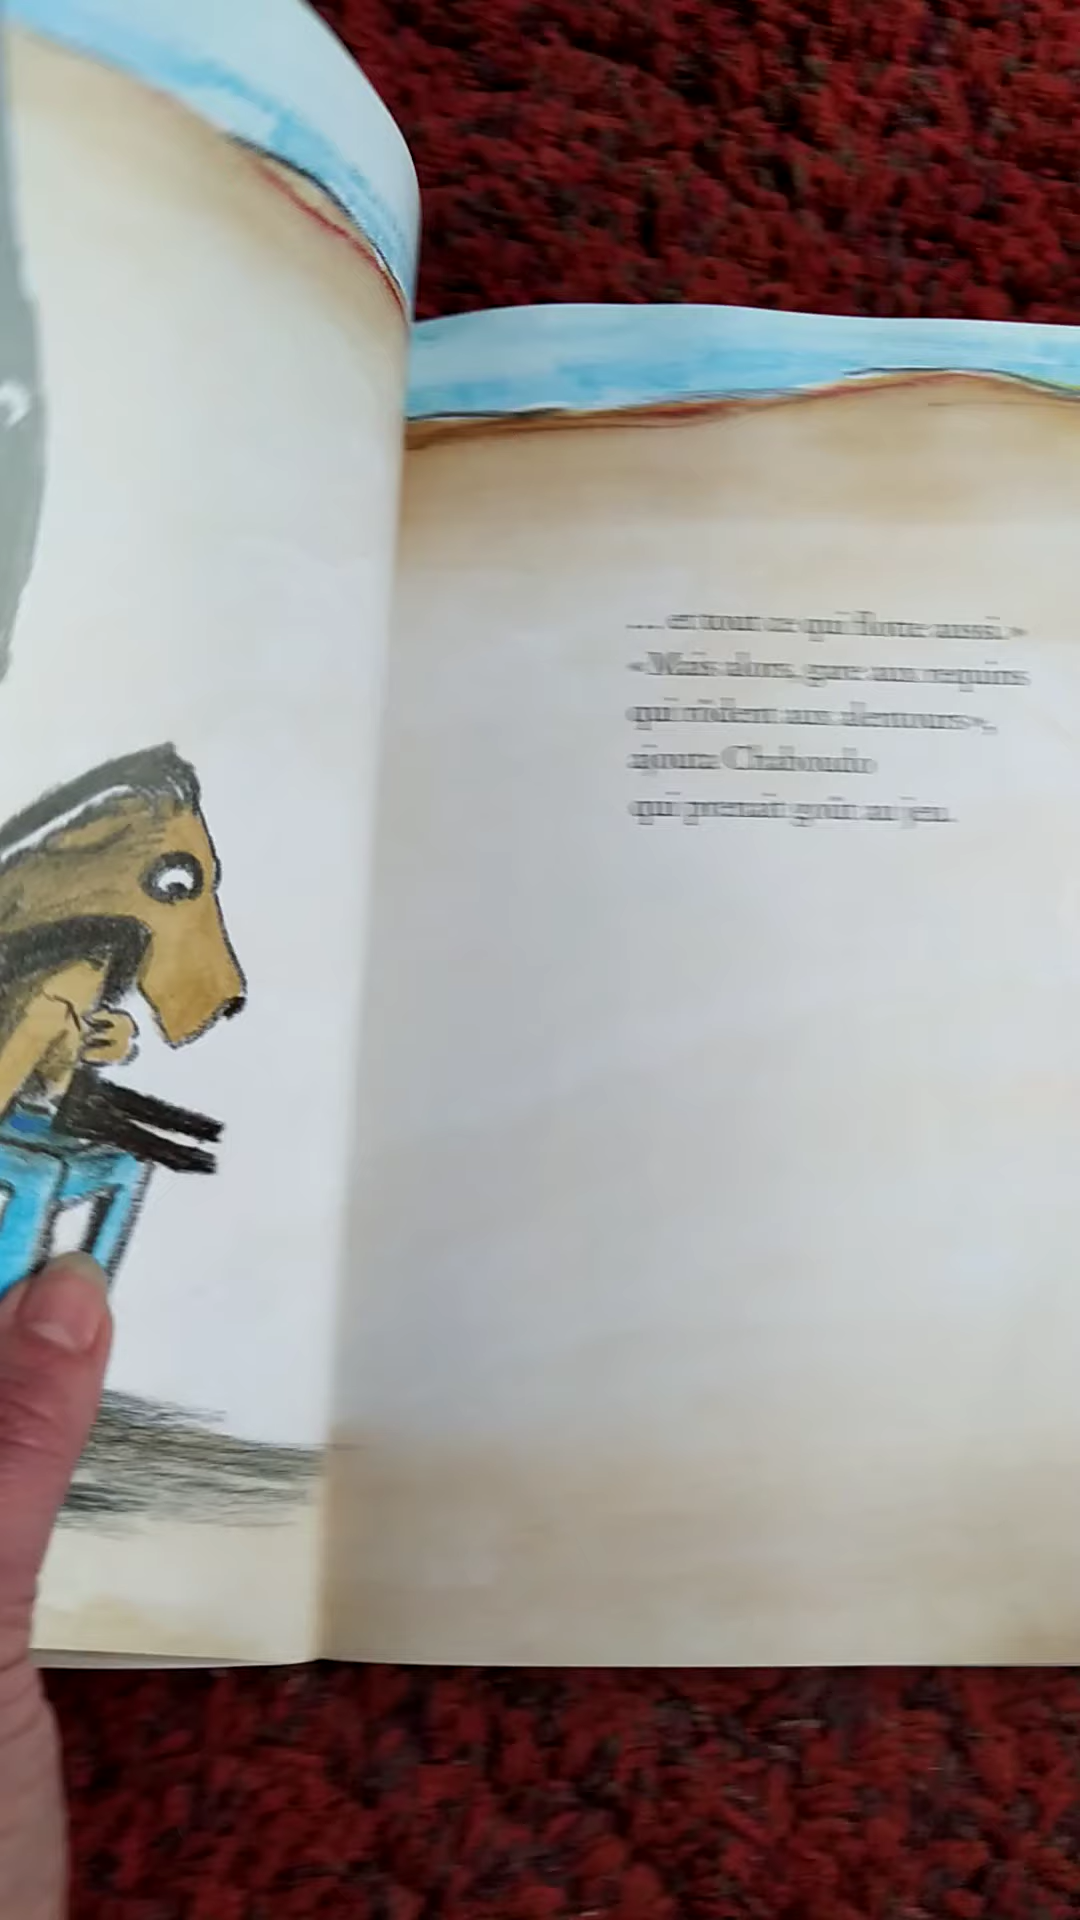 ... et tout ce qui flotte aussi.»
«Mais alors, gare aux requins
qui rôdent aux alentours»,
ajouta Chaboudo
qui prenait goût au jeu.